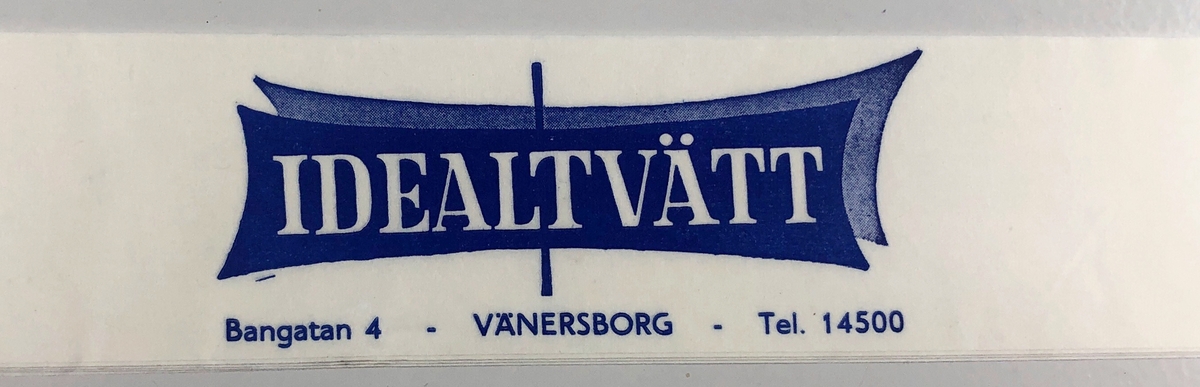 IDEALTVÄTT
Bangatan 4 - VÄNERSBORG - Tel. 14500